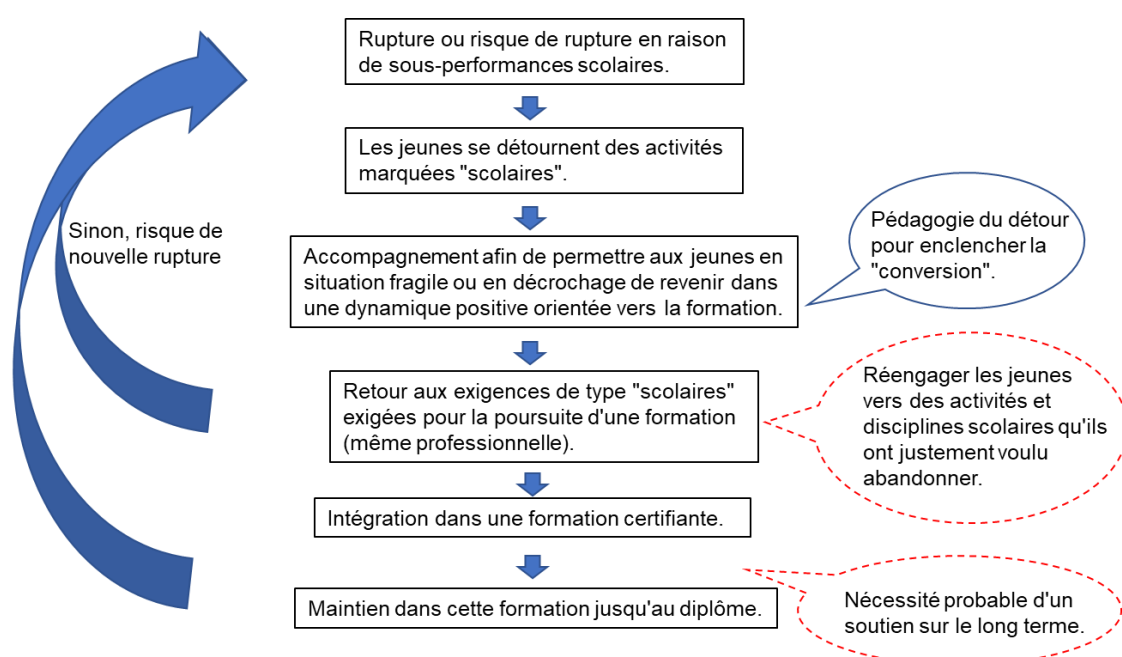 Rupture ou risque de rupture en raison
de sous-performances scolaires.
Les jeunes se détournent des activités
marquées "scolaires".
Sinon, risque de
nouvelle rupture
Pédagogie du détour
pour enclencher la
"conversion".
Accompagnement afin de permettre aux jeunes en
situation fragile ou en décrochage de revenir dans
une dynamique positive orientée vers la formation.
Retour aux exigences de type "scolaires"
exigées pour la poursuite d'une formation
(même professionnelle).
Réengager les jeunes
vers des activités et
disciplines scolaires qu'ils
ont justement voulu
abandonner.
Intégration dans une formation certifiante.
Maintien dans cette formation jusqu'au diplôme.
Nécessité probable d'un
soutien sur le long terme.